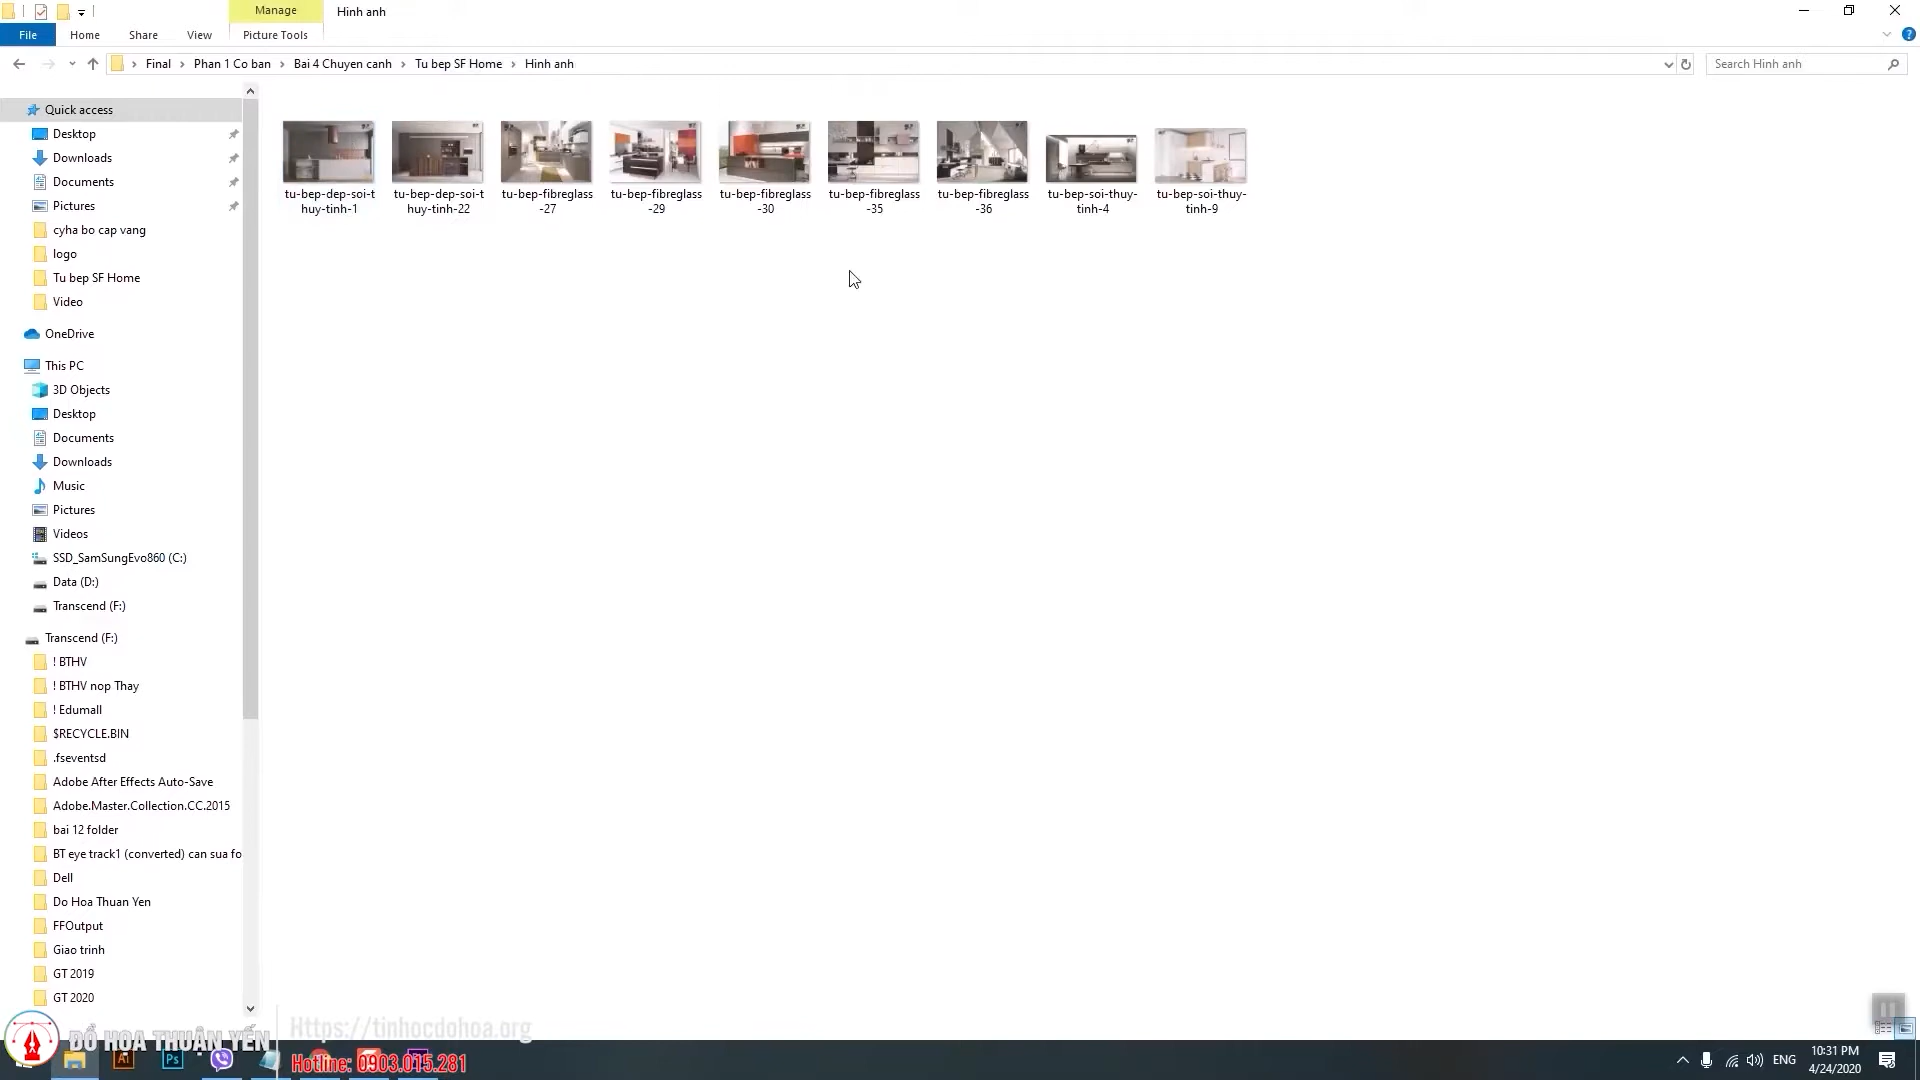 Manage
Hinh anh
File
Home
Share
View
Picture Tools
Final
Phan 1 Co ban
Bai 4 Chuyen canh
Tu bep SF Home
Hinh anh
Search Hinh anh
Quick access
Desktop
Downloads
Documents
Pictures
cyha bo cap vang
logo
Tu bep SF Home
Video
OneDrive
This PC
3D Objects
Desktop
Documents
Downloads
Music
Pictures
Videos
SSD_SamSungEvo860 (C:)
Data (D:)
Transcend (F:)
Transcend (F:)
! BTHV
! BTHV nop Thay
! Edumall
$RECYCLE.BIN
.fseventsd
Adobe After Effects Auto-Save
Adobe.Master.Collection.CC.2015
bai 12 folder
BT eye track1 (converted) can sua fo
Dell
Do Hoa Thuan Yen
FFOutput
Giao trinh
GT 2019
GT 2020
tu-bep-dep-soi-t
huy-tinh-1
tu-bep-dep-soi-t
huy-tinh-22
tu-bep-fibreglass
-27
tu-bep-fibreglass
-29
tu-bep-fibreglass
-30
tu-bep-fibreglass
-35
tu-bep-fibreglass
-36
tu-bep-soi-thuy-
tinh-4
tu-bep-soi-thuy-
tinh-9
ĐỒ HỌA THUẬN YẾN
Https://tinhocdohoa.org
Hotline: 0903.015.281
Ai
Ps
ENG
10:31 PM
4/24/2020